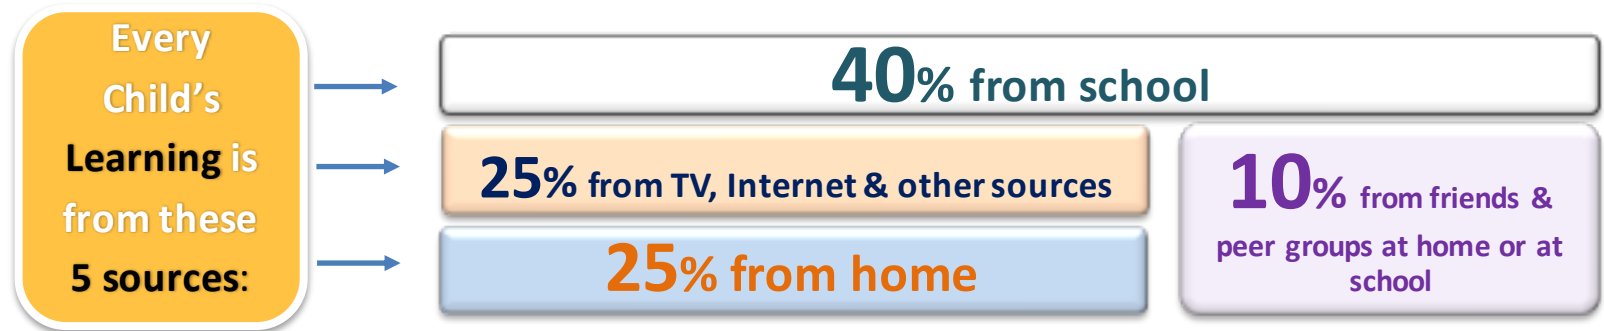 Every
Child’s
Learning is
from these
5 sources:
40% from school
25% from TV, Internet & other sources
25% from home
10% from friends &
peer groups at home or at
school